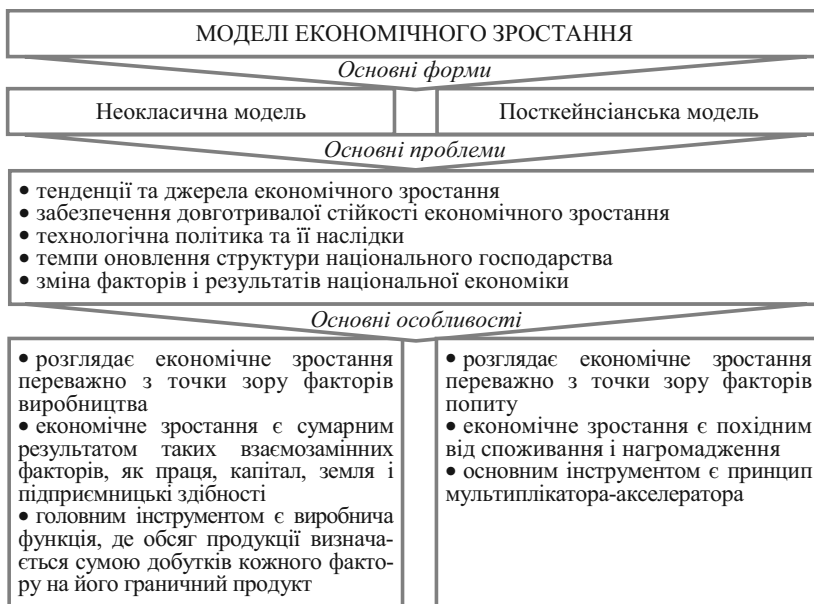 МОДЕЛІ ЕКОНОМІЧНОГО ЗРОСТАННЯ
Основні форми
Неокласична модель
Посткейнсіанська модель
Основні проблеми
• тенденції та джерела економічного зростання
• забезпечення довготривалої стійкості економічного зростання
• технологічна політика та її наслідки
• темпи оновлення структури національного господарства
• зміна факторів і результатів національної економіки
Основні особливості
• розглядає економічне зростання
переважно з точки зору факторів
виробництва
• економічне зростання є сумарним
результатом таких взаємозамінних
факторів, як праця, капітал, земля і
підприємницькі здібності
• головним інструментом є виробнича
функція, де обсяг продукції визнача-
ється сумою добутків кожного факто-
ру на його граничний продукт
• розглядає економічне зростання
переважно з точки зору факторів
попиту
• економічне зростання є похідним
від споживання і нагромадження
• основним інструментом є принцип
мультиплікатора-акселератора